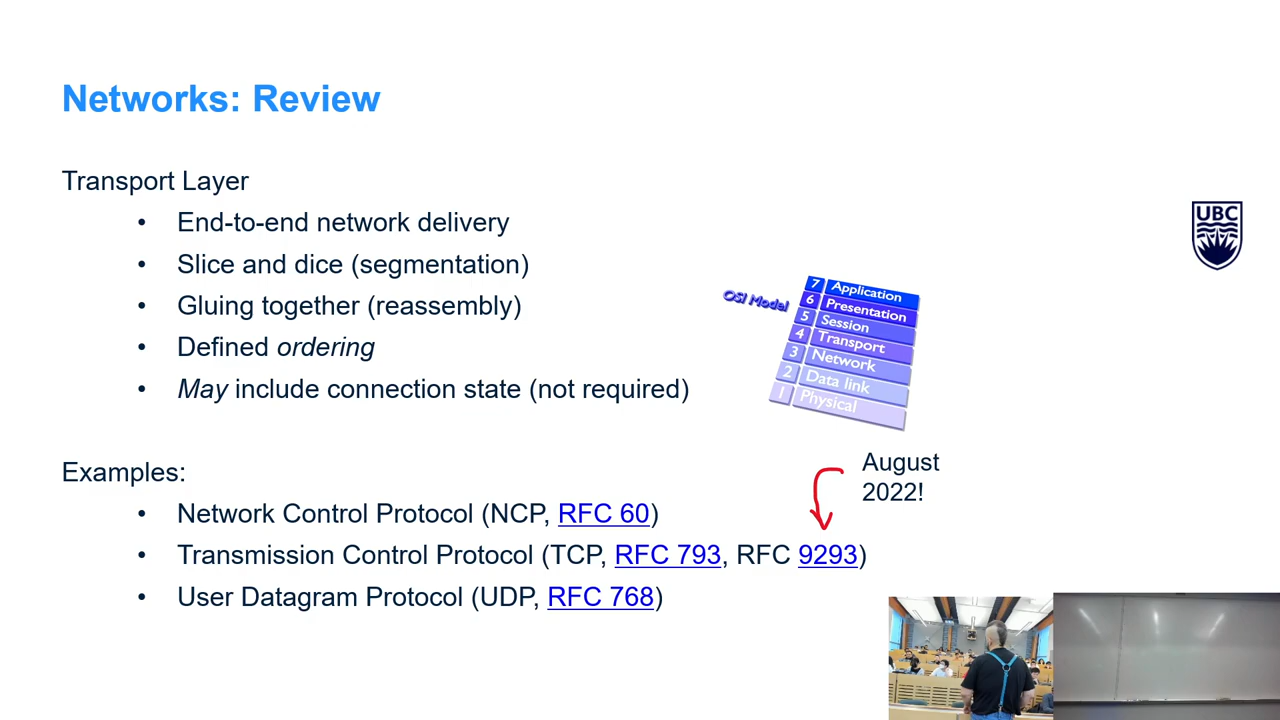 Networks: Review
Transport Layer
• End-to-end network delivery
• Slice and dice (segmentation)
• Gluing together (reassembly)
• Defined ordering
• May include connection state (not required)
UBC
OSI Model
7 Application
6 Presentation
5 Session
4 Transport
3 Network
2 Data link
1 Physical
August
2022!
Examples:
• Network Control Protocol (NCP, RFC 60)
• Transmission Control Protocol (TCP, RFC 793, RFC 9293)
• User Datagram Protocol (UDP, RFC 768)